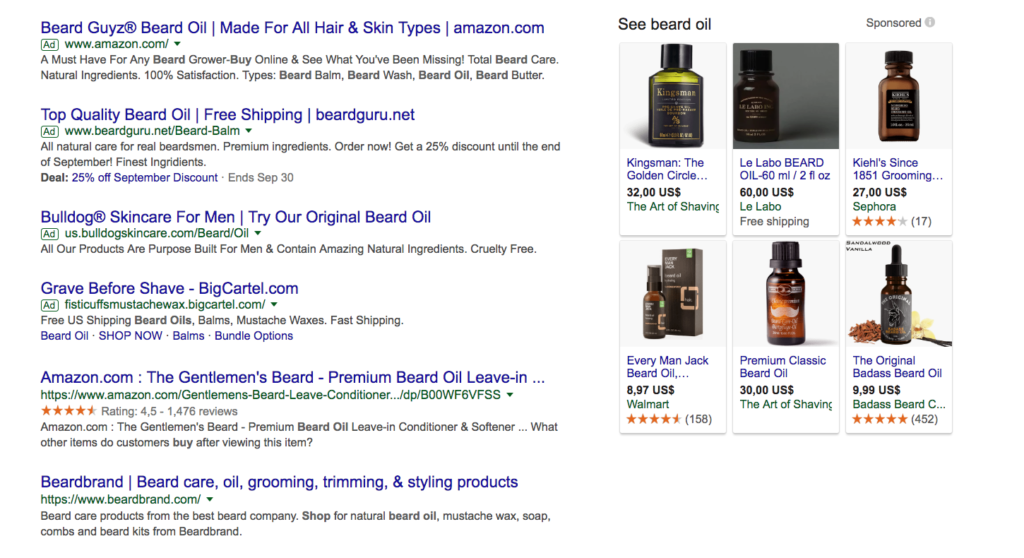 Beard Guyz® Beard Oil | Made For All Hair & Skin Types | amazon.com
Ad www.amazon.com/
A Must Have For Any Beard Grower-Buy Online & See What You've Been Missing! Total Beard Care.
Natural Ingredients. 100% Satisfaction. Types: Beard Balm, Beard Wash, Beard Oil, Beard Butter.
Top Quality Beard Oil | Free Shipping | beardguru.net
Ad www.beardguru.net/Beard-Balm
All natural care for real beardsmen. Premium ingredients. Order now! Get a 25% discount until the end
of September! Finest Ingridients.
Deal: 25% off September Discount · Ends Sep 30
Bulldog® Skincare For Men | Try Our Original Beard Oil
Ad us.bulldogskincare.com/Beard/Oil
All Our Products Are Purpose Built For Men & Contain Amazing Natural Ingredients. Cruelty Free.
Grave Before Shave - BigCartel.com
Ad fisticuffsmustachewax.bigcartel.com/
Free US Shipping Beard Oils, Balms, Mustache Waxes. Fast Shipping.
Beard Oil · SHOP NOW · Balms · Bundle Options
Amazon.com : The Gentlemen's Beard - Premium Beard Oil Leave-in ...
https://www.amazon.com/Gentlemens-Beard-Leave-Conditioner.../dp/B00WF6VFSS
Rating: 4,5 - 1,476 reviews
Amazon.com : The Gentlemen's Beard - Premium Beard Oil Leave-in Conditioner & Softener ... What
other items do customers buy after viewing this item?
Beardbrand | Beard care, oil, grooming, trimming, & styling products
https://www.beardbrand.com/
Beard care products from the best beard company. Shop for natural beard oil, mustache wax, soap,
combs and beard kits from Beardbrand.
See beard oil
Sponsored
Kingsman
LE LABO
KIEHL'S
Kingsman: The
Golden Circle…
32,00 US$
The Art of Shaving
Le Labo BEARD
OIL-60 ml / 2 fl oz
60,00 US$
Le Labo
Free shipping
Kiehl's Since
1851 Grooming…
27,00 US$
Sephora
(17)
EVERY
MAN
JACK
beard oil
SANDALWOOD
VANILLA
Every Man Jack
Beard Oil,…
8,97 US$
Walmart
(158)
Premium Classic
Beard Oil
30,00 US$
The Art of Shaving
The Original
Badass Beard Oil
9,99 US$
Badass Beard C...
(452)